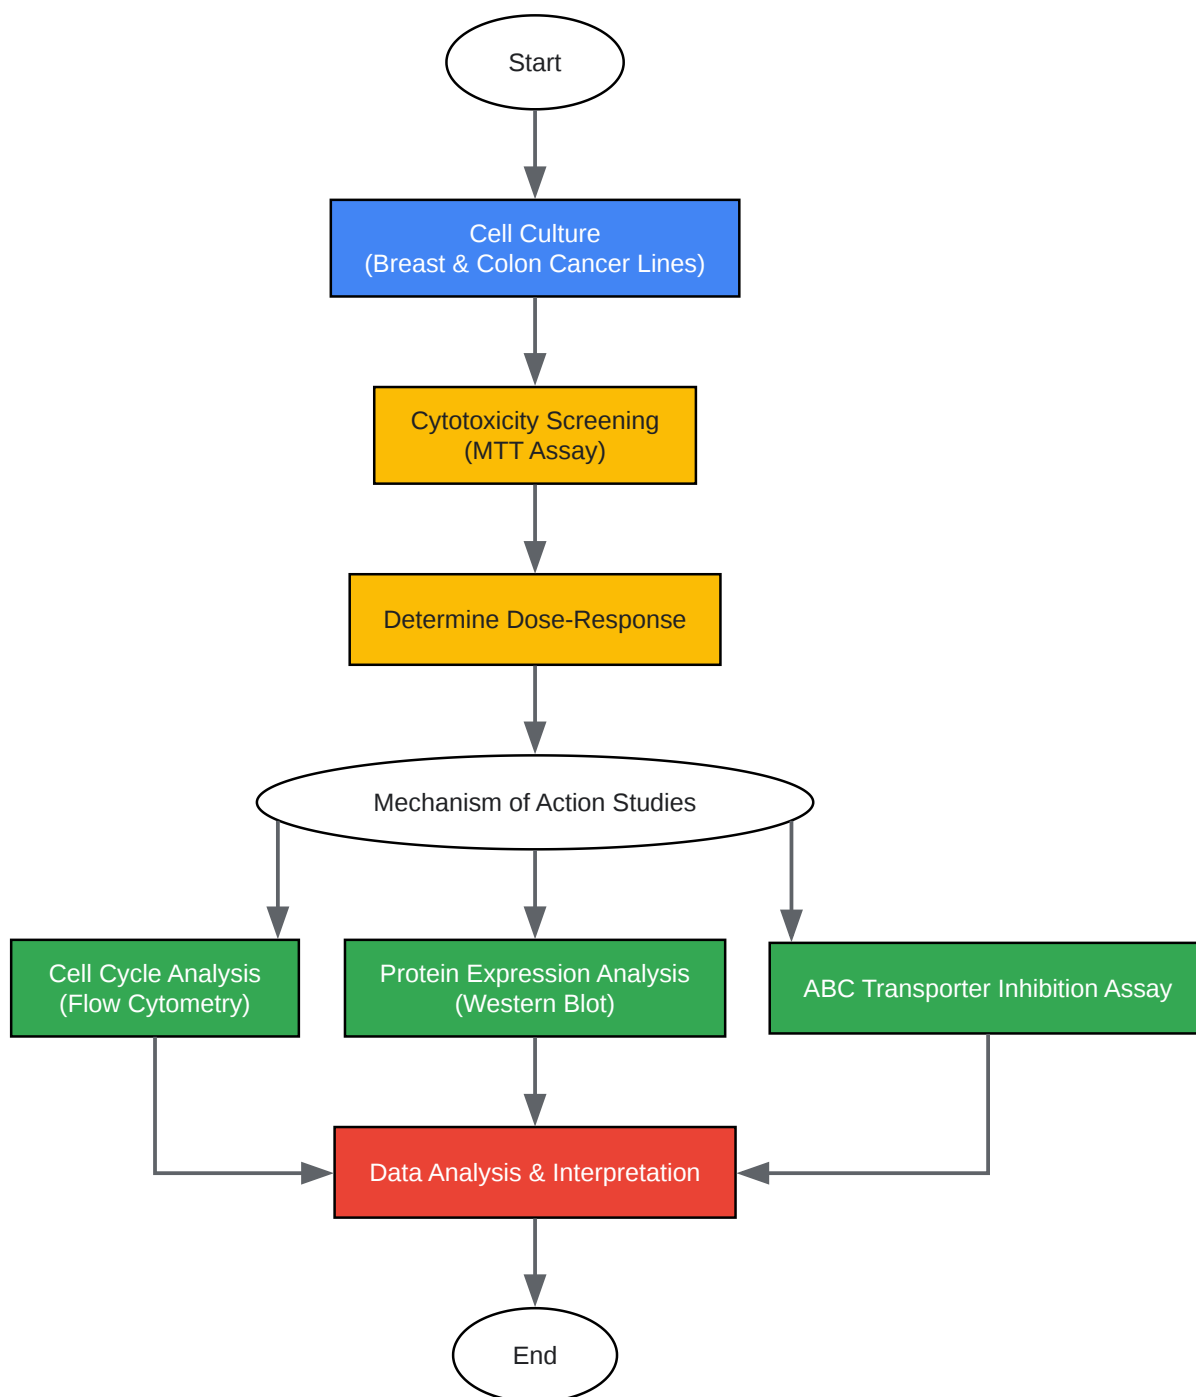 Start
Cell Culture
(Breast & Colon Cancer Lines)
Cytotoxicity Screening
(MTT Assay)
Determine Dose-Response
Mechanism of Action Studies
Cell Cycle Analysis
(Flow Cytometry)
Protein Expression Analysis
(Western Blot)
ABC Transporter Inhibition Assay
Data Analysis & Interpretation
End